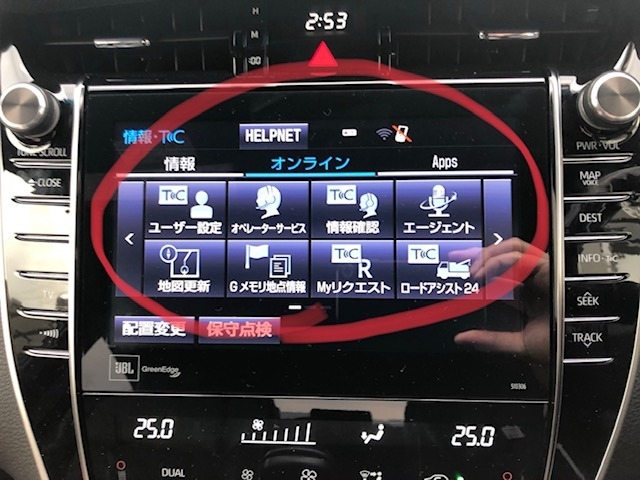 H
2:53
M
:00
情報・T C
HELPNET
TUNE・SCROLL
PWR・VOL
情報
オンライン
Apps
CLOSE
MAP
VOICE
T C
T C
ユーザー設定
オペレーターサービス
情報確認
エージェント
DEST
T C R
T C
INFO・T C
地図更新
Gメモリ地点情報
Myリクエスト
ロードアシスト24
TV
SEEK
配置変更
保守点検
TRACK
JBL
GreenEdge
510306
25.0
25.0
DUAL